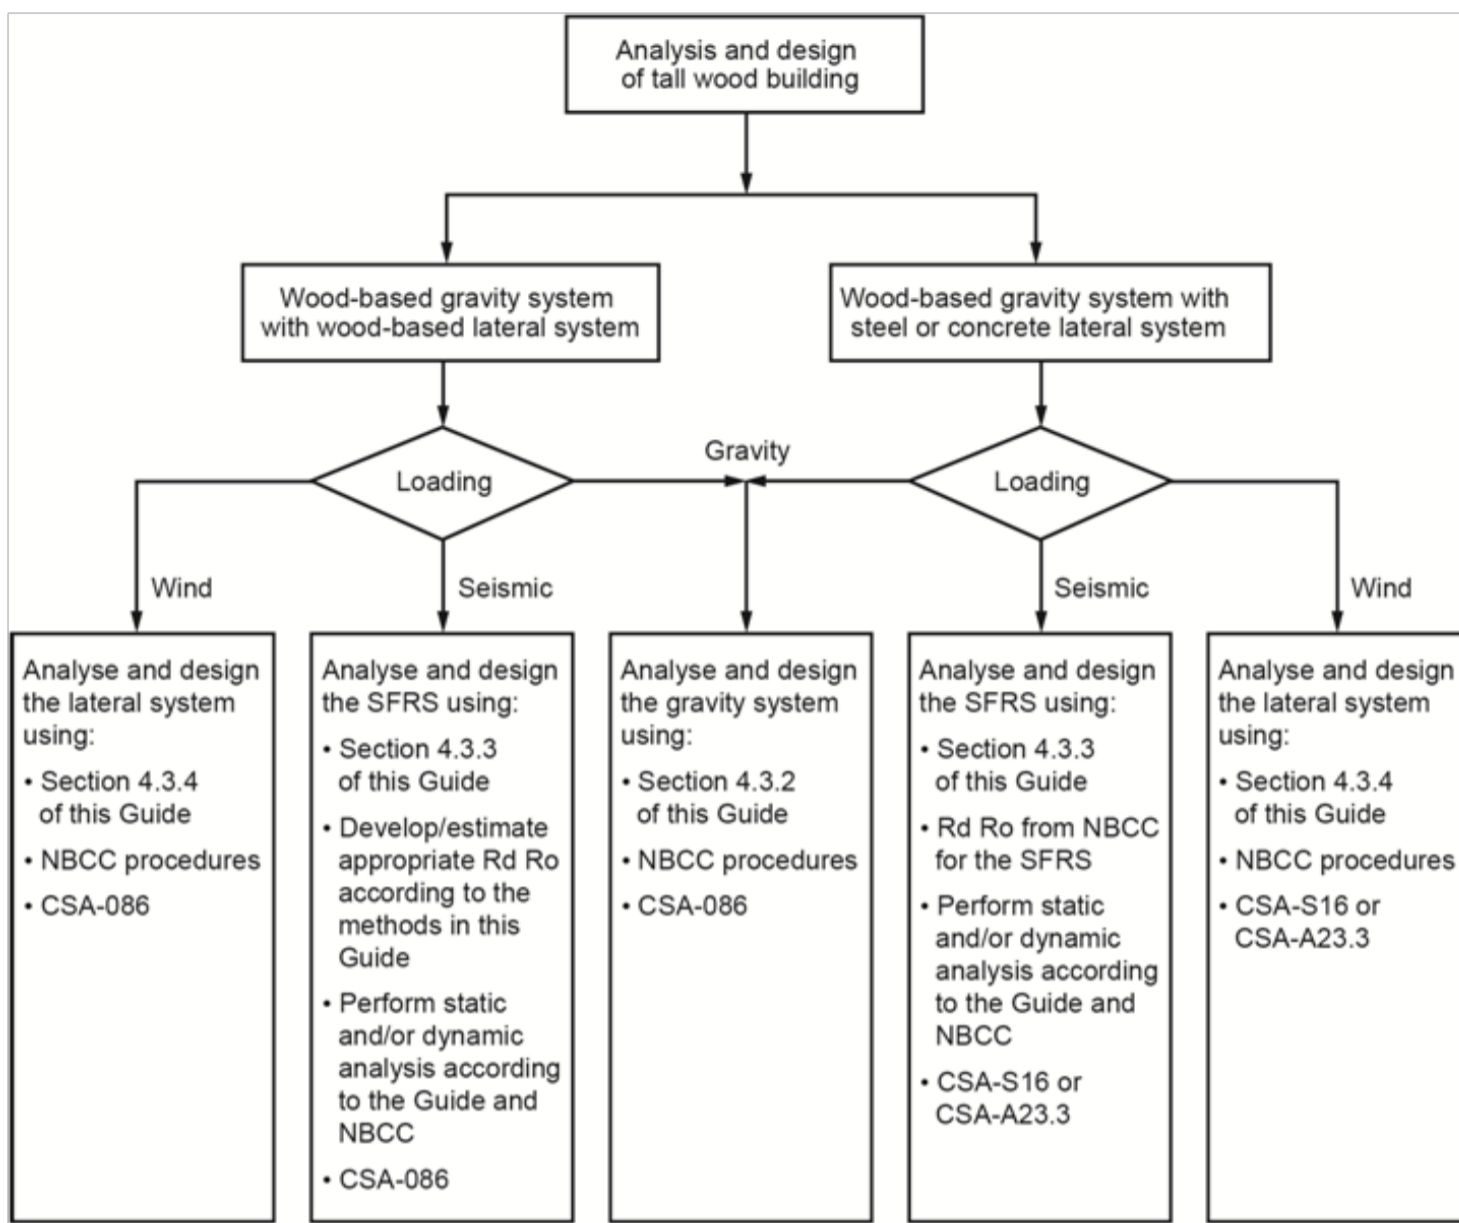 Analysis and design
of tall wood building
Wood-based gravity system
with wood-based lateral system
Wood-based gravity system with
steel or concrete lateral system
Gravity
Loading
Loading
Wind
Seismic
Seismic
Wind
Analyse and design
the lateral system
using:
• Section 4.3.4
of this Guide
• NBCC procedures
• CSA-086
Analyse and design
the SFRS using:
• Section 4.3.3
of this Guide
• Develop/estimate
appropriate Rd Ro
according to the
methods in this
Guide
• Perform static
and/or dynamic
analysis according
to the Guide and
NBCC
• CSA-086
Analyse and design
the gravity system
using:
• Section 4.3.2
of this Guide
• NBCC procedures
• CSA-086
Analyse and design
the SFRS using:
• Section 4.3.3
of this Guide
• Rd Ro from NBCC
for the SFRS
• Perform static
and/or dynamic
analysis according
to the Guide and
NBCC
• CSA-S16 or
CSA-A23.3
Analyse and design
the lateral system
using:
• Section 4.3.4
of this Guide
• NBCC procedures
• CSA-S16 or
CSA-A23.3